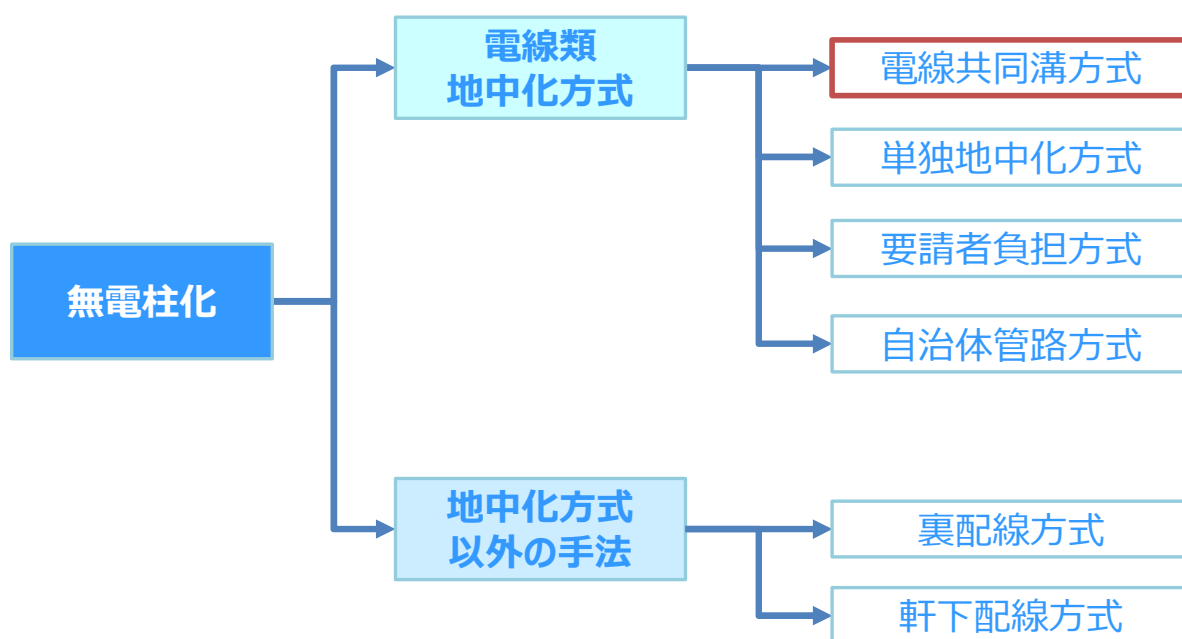 無電柱化
電線類
地中化方式
電線共同溝方式
単独地中化方式
要請者負担方式
自治体管路方式
地中化方式
以外の手法
裏配線方式
軒下配線方式